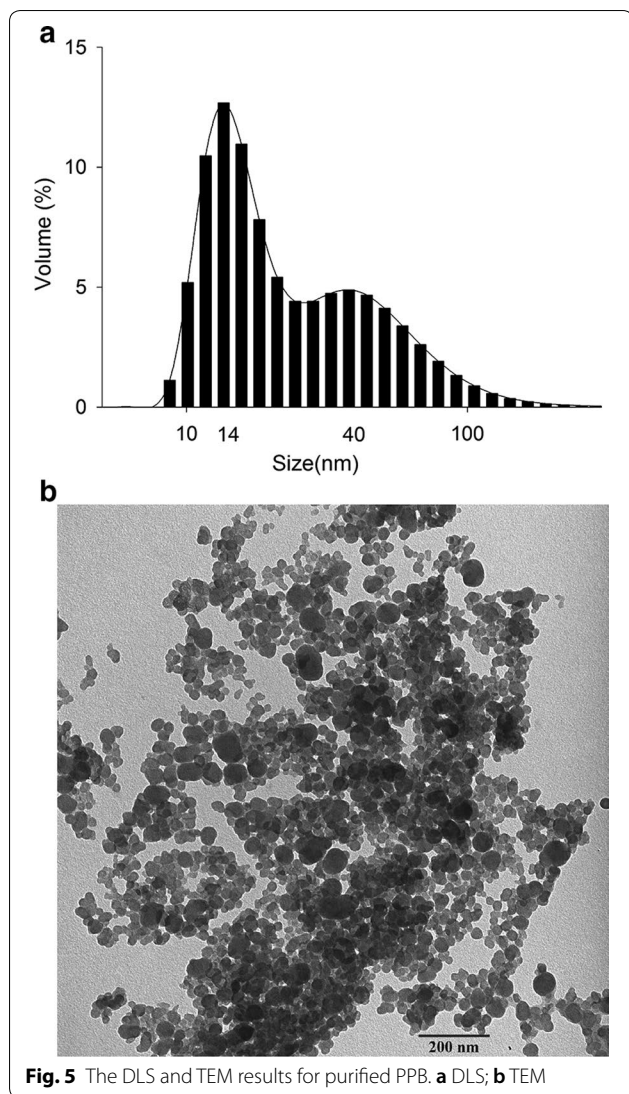 a
15
10
5
0
Volume (%)
10 14 40 100
Size(nm)
b
200 nm
Fig. 5 The DLS and TEM results for purified PPB. a DLS; b TEM